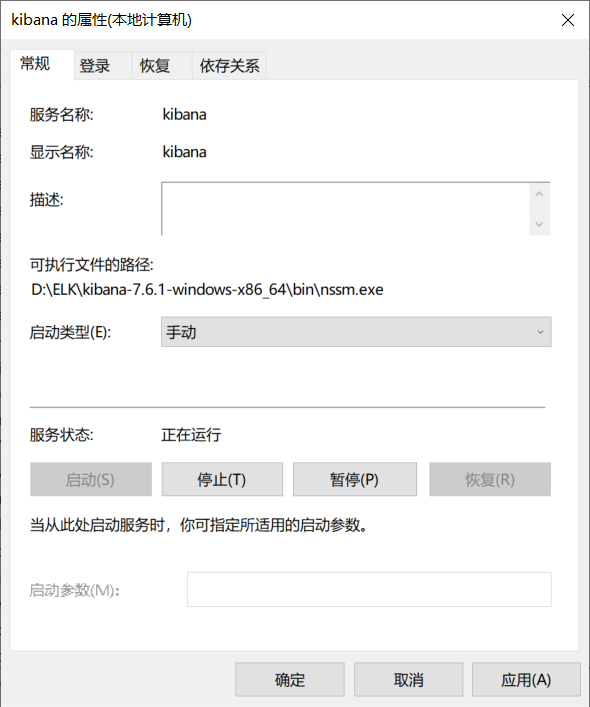 kibana 的属性(本地计算机)
常规 登录 恢复 依存关系
服务名称: kibana
显示名称: kibana
描述:
可执行文件的路径:
D:\ELK\kibana-7.6.1-windows-x86_64\bin\nssm.exe
启动类型(E): 手动
服务状态: 正在运行
启动(S) 停止(T) 暂停(P) 恢复(R)
当从此处启动服务时，你可指定所适用的启动参数。
启动参数(M):
确定 取消 应用(A)